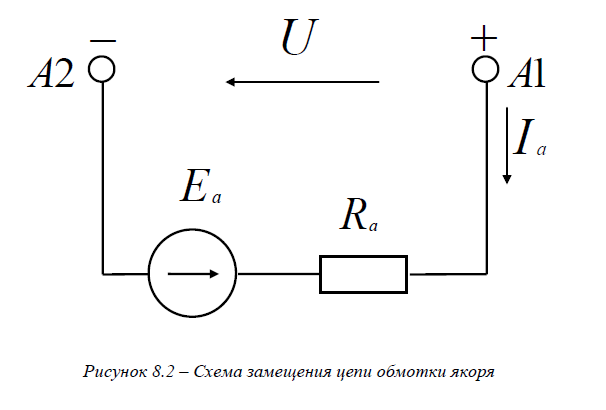 − U +
A2 A1
I a
E a
R a
Рисунок 8.2 – Схема замещения цепи обмотки якоря